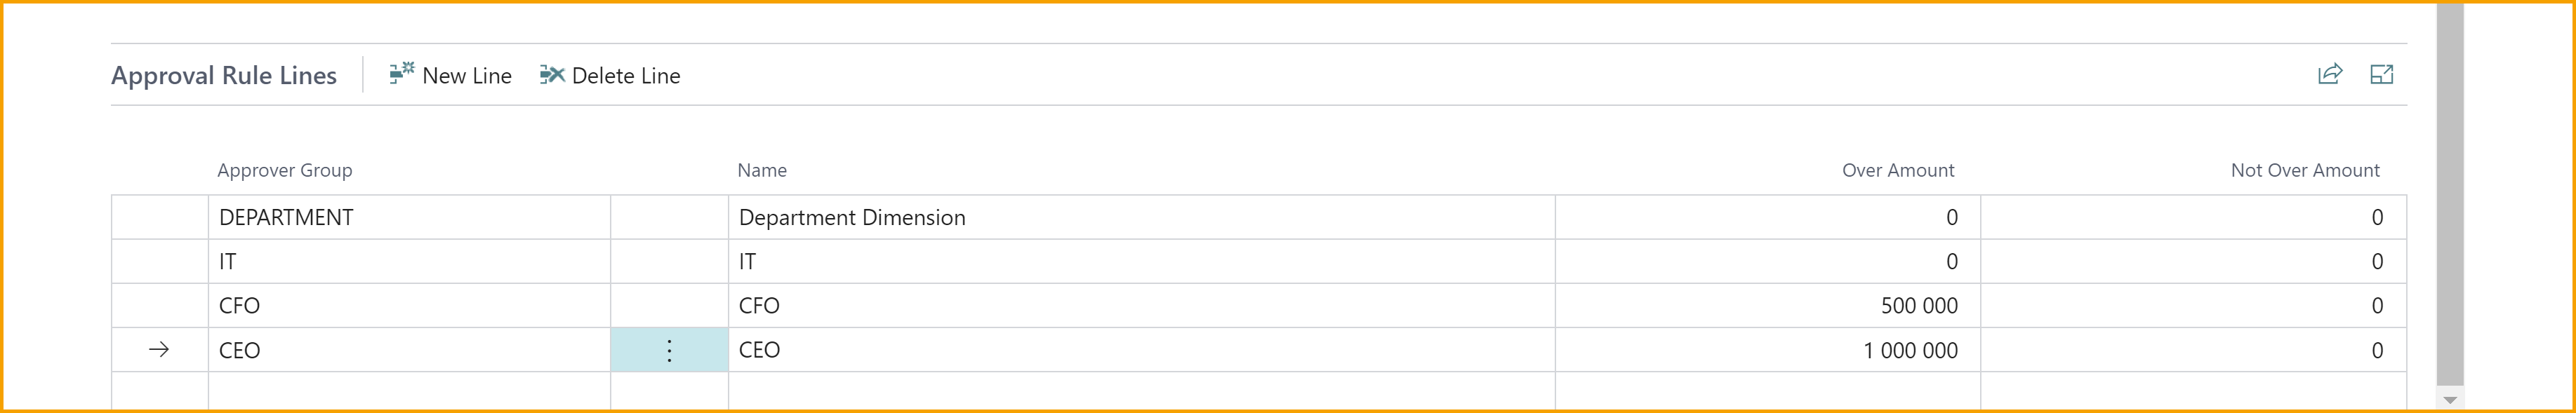 Approval Rule Lines New Line Delete Line
Approver Group Name Over Amount Not Over Amount
DEPARTMENT Department Dimension 0 0
IT IT 0 0
CFO CFO 500 000 0
CEO CEO 1 000 000 0